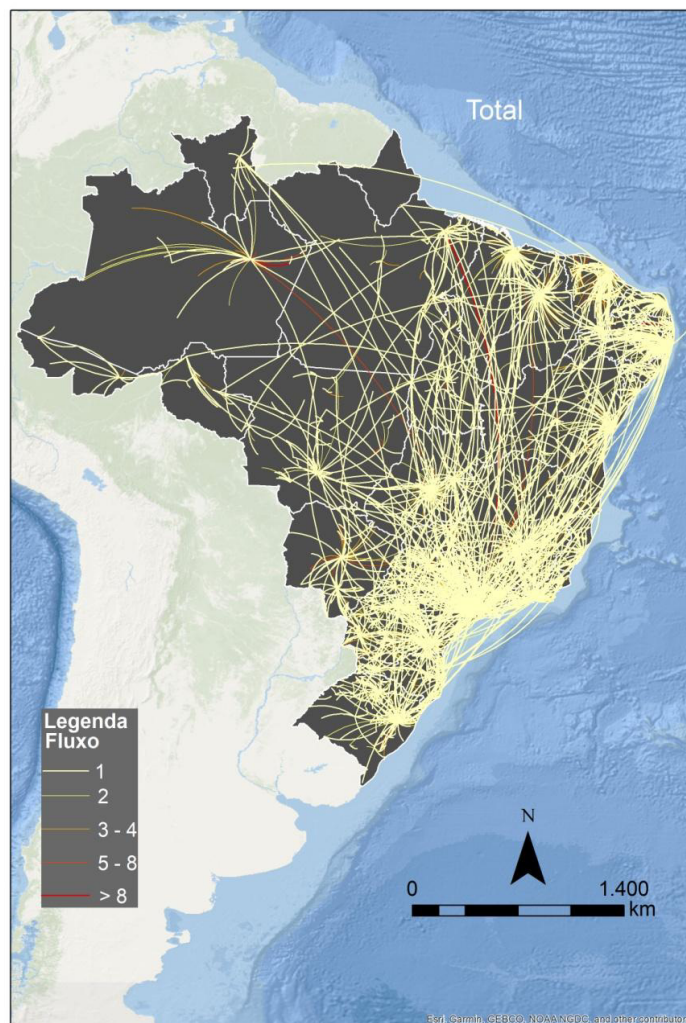 Total
Legenda
Fluxo
1
2
3 - 4
5 - 8
> 8
N
0 1.400
km
Esri, Garmin, GEBCO, NOAA NGDC, and other contributor